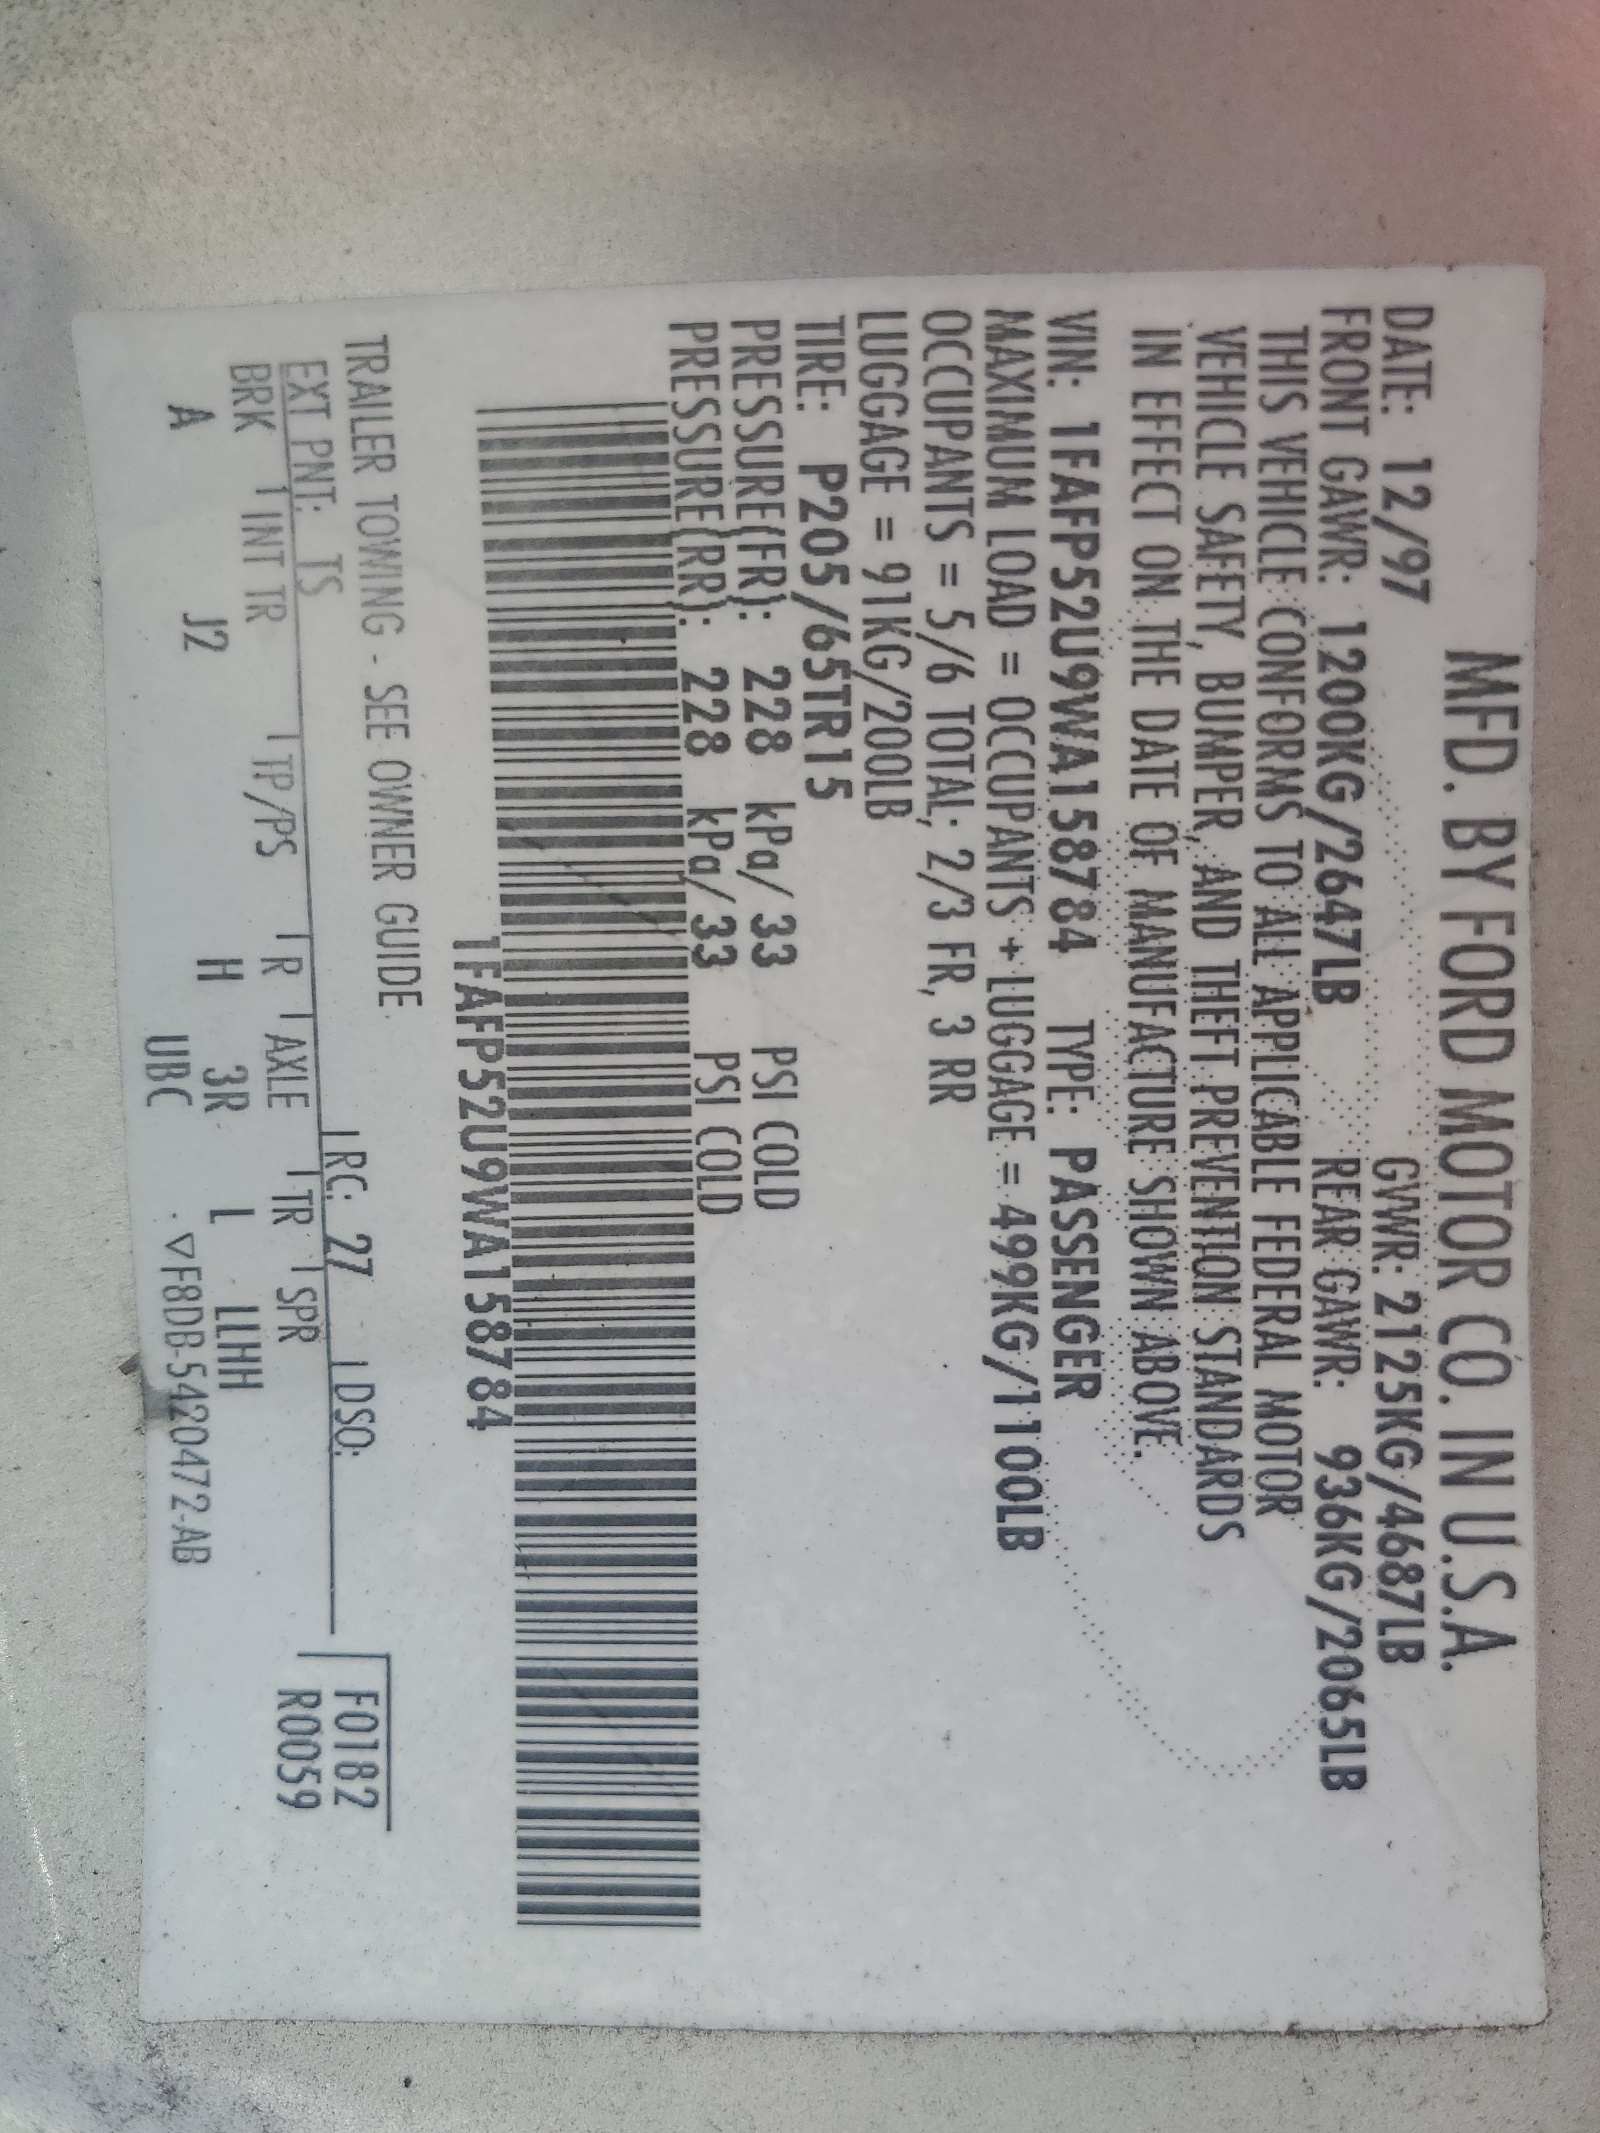 MFD. BY FORD MOTOR CO. IN U.S.A.
DATE: 12/97 GVWR: 2125KG/4687LB
FRONT GAWR: 1200KG/2647LB REAR GAWR: 936KG/2065LB
THIS VEHICLE CONFORMS TO ALL APPLICABLE FEDERAL MOTOR
VEHICLE SAFETY, BUMPER, AND THEFT PREVENTION STANDARDS
IN EFFECT ON THE DATE OF MANUFACTURE SHOWN ABOVE.
VIN: 1FAFP52U9WA158784 TYPE: PASSENGER
MAXIMUM LOAD = OCCUPANTS + LUGGAGE = 499KG/1100LB
OCCUPANTS = 5/6 TOTAL; 2/3 FR, 3 RR
LUGGAGE = 91KG/200LB
TIRE: P205/65TR15
PRESSURE(FR): 228 kPa/ 33 PSI COLD
PRESSURE(RR): 228 kPa/ 33 PSI COLD
1FAFP52U9WA158784
TRAILER TOWING - SEE OWNER GUIDE
F0182
EXT PNT: TS RC: 27 DSO: R0059
BRK INT TR TP/PS R AXLE TR SPR
A J2 H 3R L LLHH
UBC ▽F8DB-5420472-AB